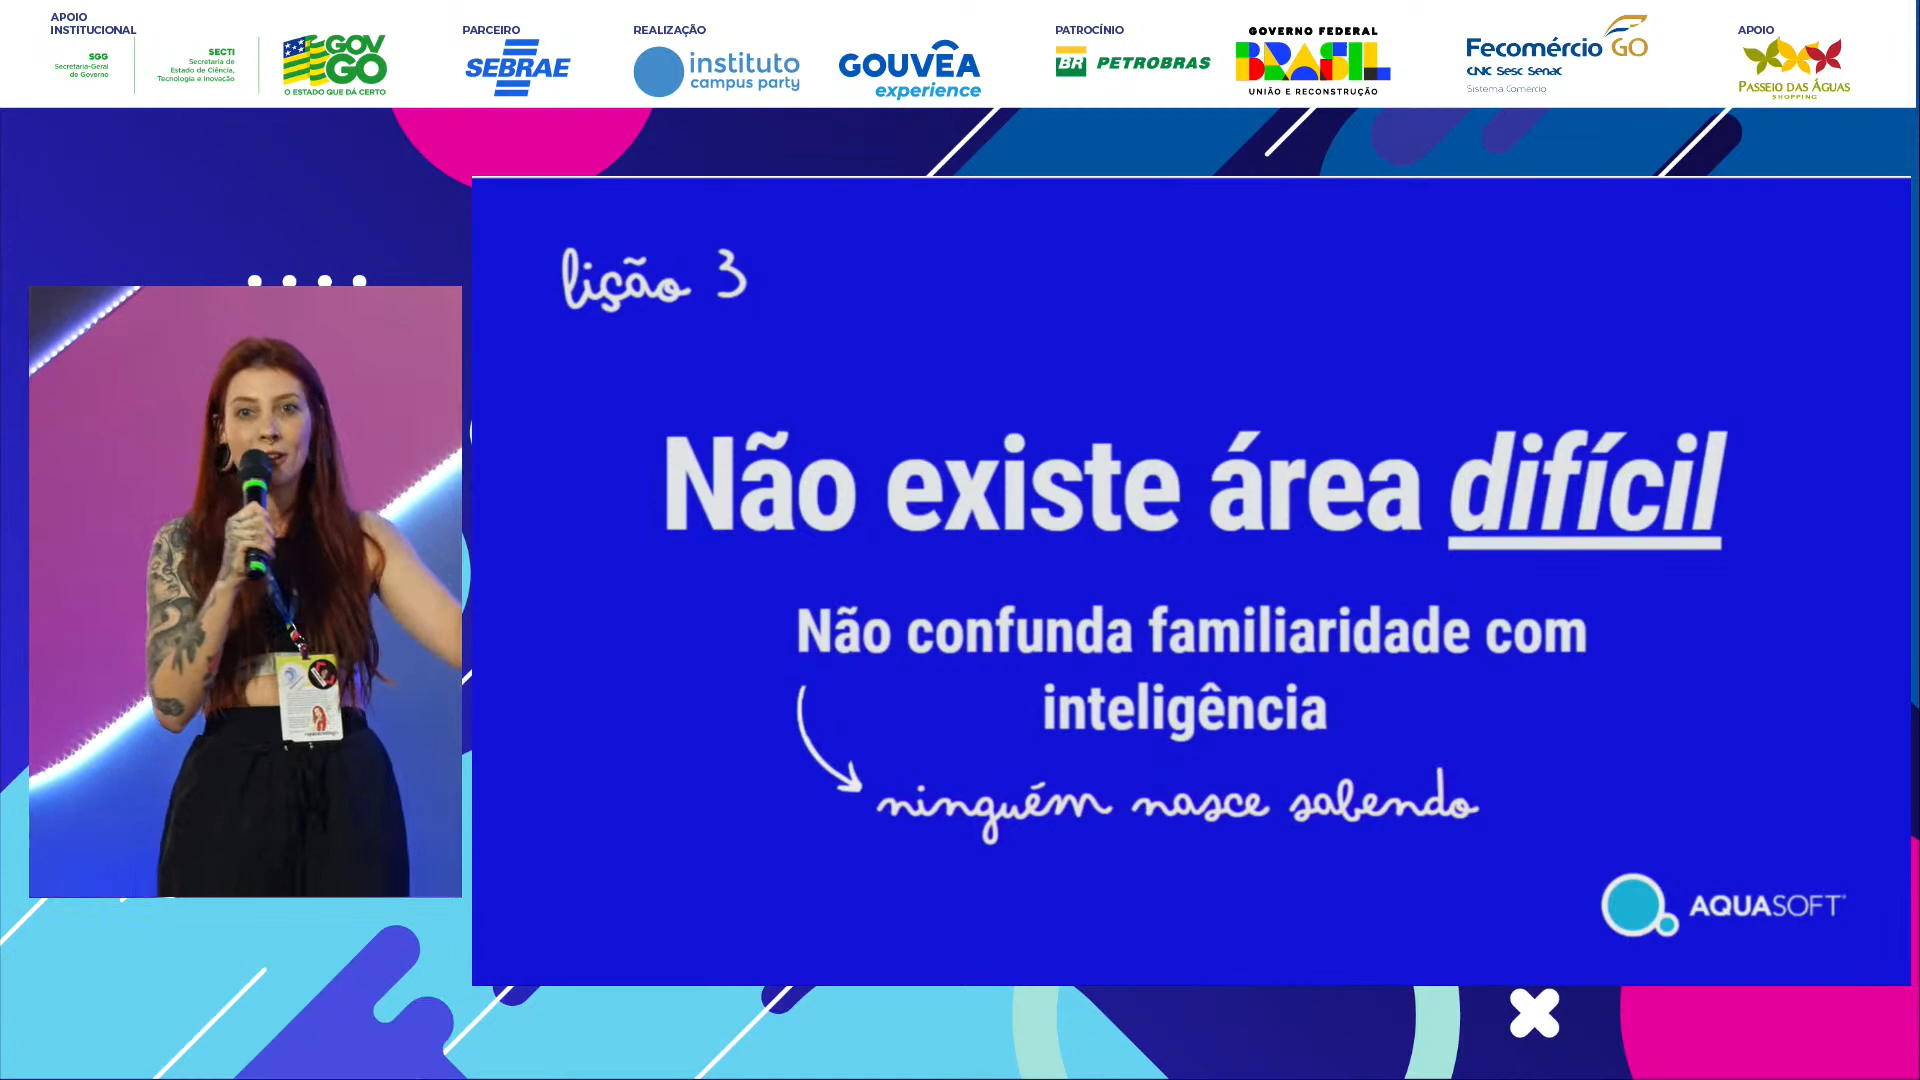 APOIO
INSTITUCIONAL
SGG
Secretaria-Geral
de Governo
SECTI
Secretaria de
Estado de Ciência,
Tecnologia e Inovação
GOV
GO
O ESTADO QUE DÁ CERTO
PARCEIRO
SEBRAE
REALIZAÇÃO
instituto
campus party
GOUVÊA
experience
PATROCÍNIO
BR PETROBRAS
GOVERNO FEDERAL
BRASIL
UNIÃO E RECONSTRUÇÃO
Fecomércio GO
CNC Sesc Senac
Sistema Comércio
APOIO
PASSEIO DAS ÁGUAS
SHOPPING
lição 3
Não existe área difícil
Não confunda familiaridade com
inteligência
ninguém nasce sabendo
AQUASOFT